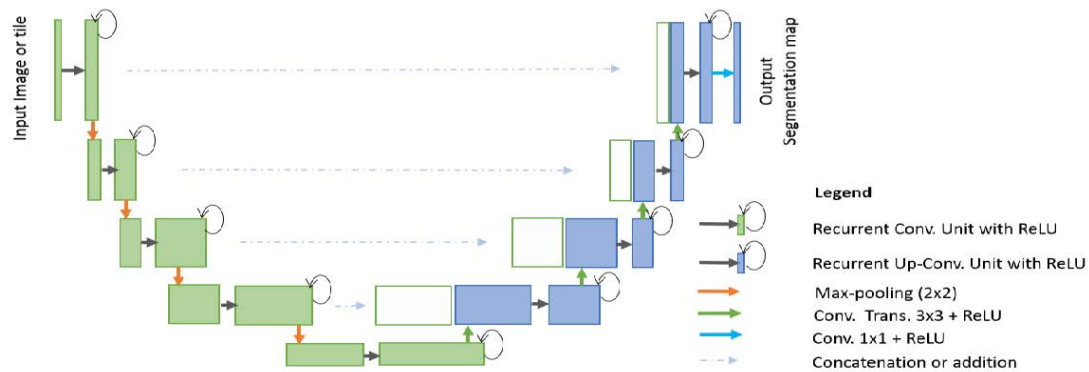 Input Image or tile
Output
Segmentation map
Legend
Recurrent Conv. Unit with ReLU
Recurrent Up-Conv. Unit with ReLU
Max-pooling (2x2)
Conv. Trans. 3x3 + ReLU
Conv. 1x1 + ReLU
Concatenation or addition